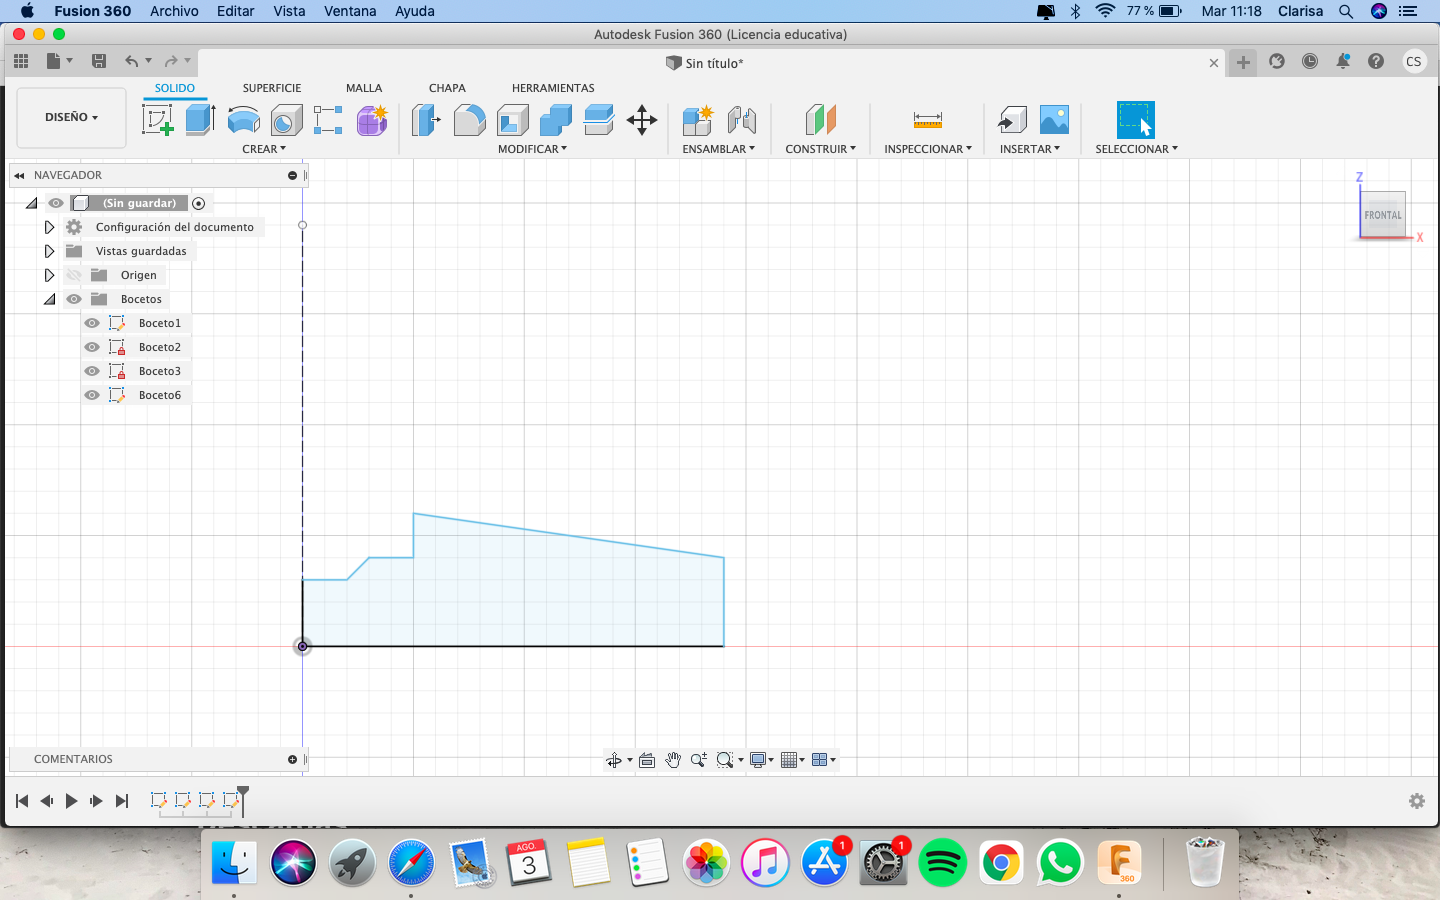 Fusion 360 Archivo Editar Vista Ventana Ayuda 77 % Mar 11:18 Clarisa
Autodesk Fusion 360 (Licencia educativa)
Sin título*
CS
DISEÑO
SOLIDO SUPERFICIE MALLA CHAPA HERRAMIENTAS
CREAR MODIFICAR ENSAMBLAR CONSTRUIR INSPECCIONAR INSERTAR SELECCIONAR
NAVEGADOR
(Sin guardar)
Configuración del documento
Vistas guardadas
Origen
Bocetos
Boceto1
Boceto2
Boceto3
Boceto6
Z
FRONTAL
X
COMENTARIOS
AGO.
3
1
1
360